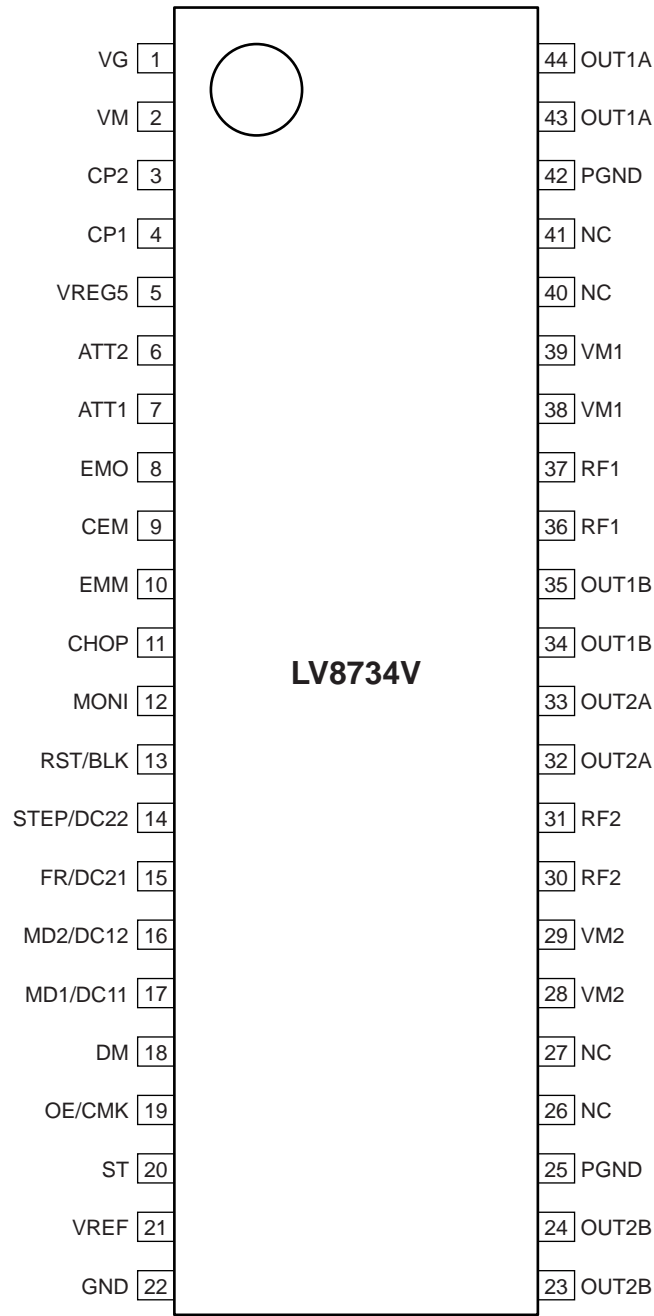 VG 1 44 OUT1A
VM 2 43 OUT1A
CP2 3 42 PGND
CP1 4 41 NC
VREG5 5 40 NC
ATT2 6 39 VM1
ATT1 7 38 VM1
EMO 8 37 RF1
CEM 9 36 RF1
EMM 10 35 OUT1B
CHOP 11 34 OUT1B
LV8734V
MONI 12 33 OUT2A
RST/BLK 13 32 OUT2A
STEP/DC22 14 31 RF2
FR/DC21 15 30 RF2
MD2/DC12 16 29 VM2
MD1/DC11 17 28 VM2
DM 18 27 NC
OE/CMK 19 26 NC
ST 20 25 PGND
VREF 21 24 OUT2B
GND 22 23 OUT2B